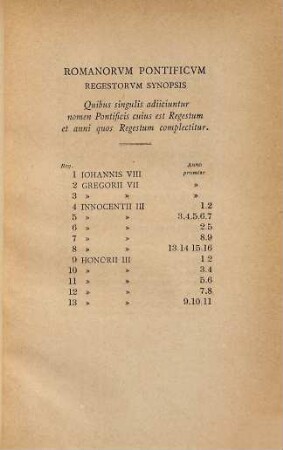 ROMANORVM PONTIFICVM
REGESTORVM SYNOPSIS
Quibus singulis adiiciuntur
nomen Pontificis cuius est Regestum
et anni quos Regestum complectitur.
Reg. Anno
1 IOHANNIS VIII »
2 GREGORII VII »
3 » » »
4 INNOCENTII III 1.2
5 » » 3.4.5.6.7
6 » » 2.5
7 » » 8.9
8 » » 13.14.15.16
9 HONORII III 1.2
10 » » 3.4
11 » » 5.6
12 » » 7.8
13 » » 9.10.11